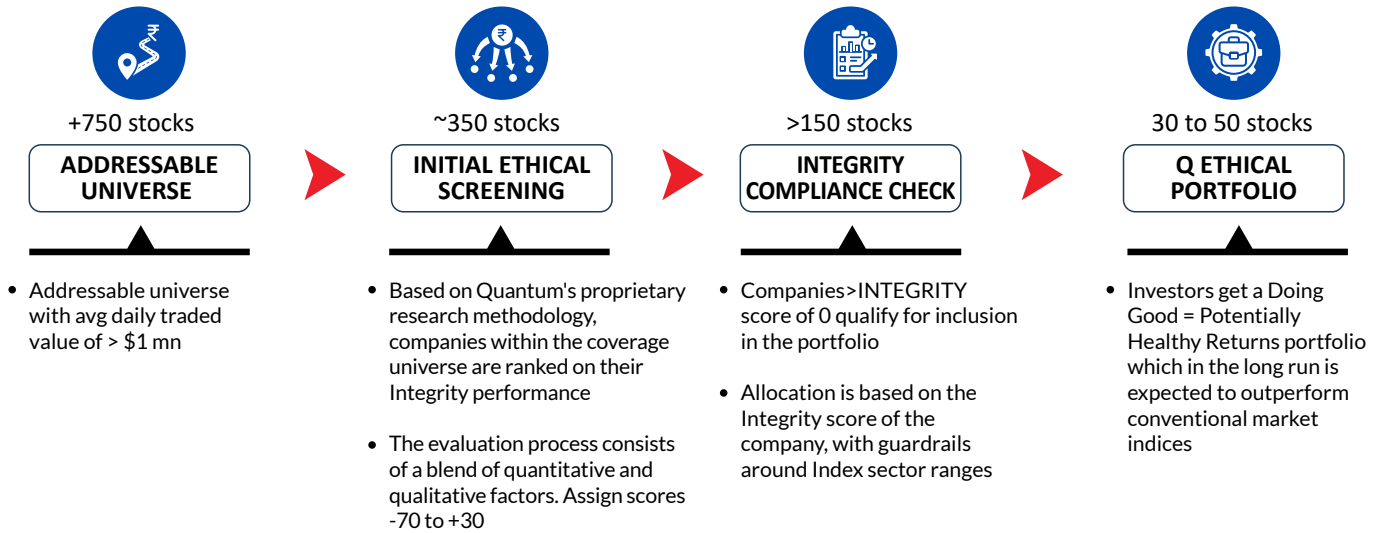 ₹
+750 stocks
ADDRESSABLE
UNIVERSE
• Addressable universe
with avg daily traded
value of > $1 mn
₹
~350 stocks
INITIAL ETHICAL
SCREENING
• Based on Quantum's proprietary
research methodology,
companies within the coverage
universe are ranked on their
Integrity performance
• The evaluation process consists
of a blend of quantitative and
qualitative factors. Assign scores
-70 to +30
>150 stocks
INTEGRITY
COMPLIANCE CHECK
• Companies>INTEGRITY
score of 0 qualify for inclusion
in the portfolio
• Allocation is based on the
Integrity score of the
company, with guardrails
around Index sector ranges
30 to 50 stocks
Q ETHICAL
PORTFOLIO
• Investors get a Doing
Good = Potentially
Healthy Returns portfolio
which in the long run is
expected to outperform
conventional market
indices